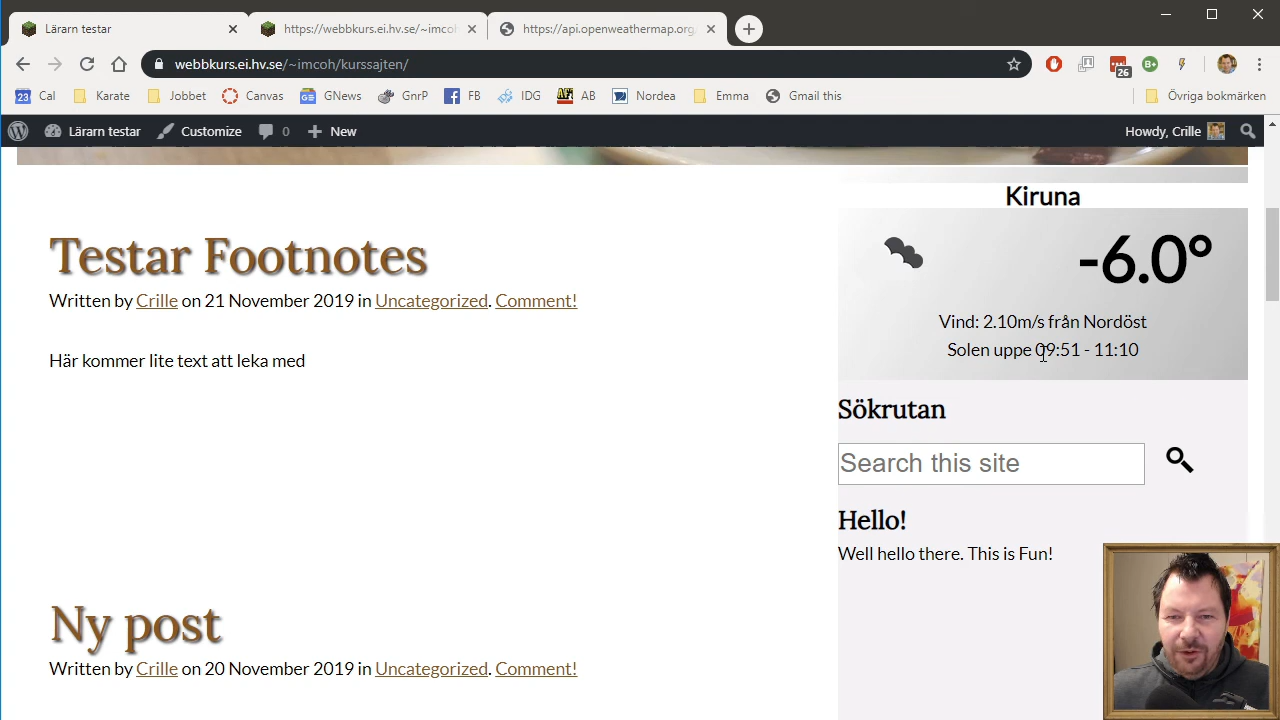 Lärarn testar
https://webbkurs.ei.hv.se/~imcoh
https://api.openweathermap.org
webbkurs.ei.hv.se/~imcoh/kurssajten/
26
23 Cal
Karate
Jobbet
Canvas
GNews
GnrP
FB
IDG
AB
Nordea
Emma
Gmail this
Övriga bokmärken
Lärarn testar
Customize
0
New
Howdy, Crille
Kiruna
-6.0°
Vind: 2.10m/s från Nordöst
Solen uppe 09:51 - 11:10
Testar Footnotes
Written by Crille on 21 November 2019 in Uncategorized. Comment!
Här kommer lite text att leka med
Sökrutan
Search this site
Hello!
Well hello there. This is Fun!
Ny post
Written by Crille on 20 November 2019 in Uncategorized. Comment!